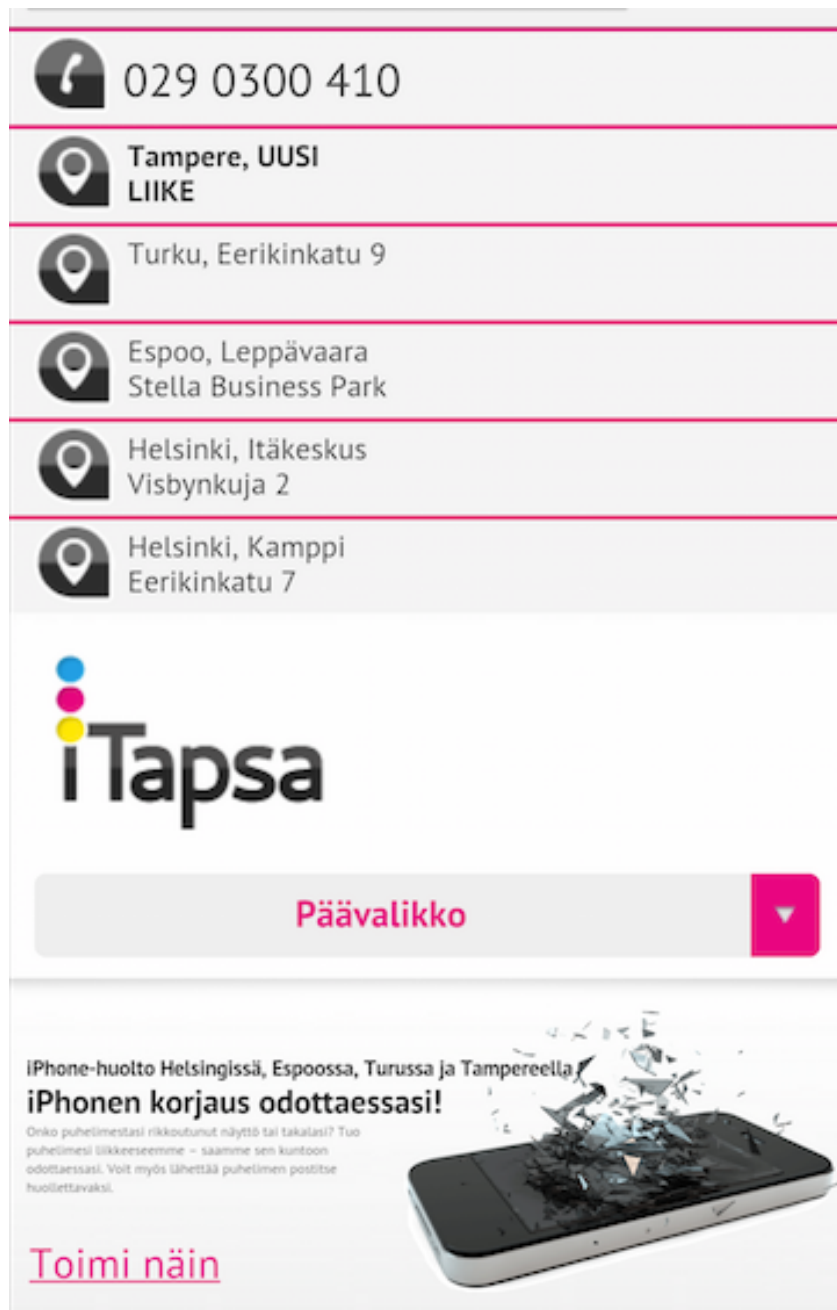 029 0300 410
Tampere, UUSI
LIIKE
Turku, Eerikinkatu 9
Espoo, Leppävaara
Stella Business Park
Helsinki, Itäkeskus
Visbynkuja 2
Helsinki, Kamppi
Eerikinkatu 7
iTapsa
Päävalikko
iPhone-huolto Helsingissä, Espoossa, Turussa ja Tampereella
iPhonen korjaus odottaessasi!
Onko puhelimestasi rikkoutunut näyttö tai takalasi? Tuo
puhelimesi liikkeeseemme – saamme sen kuntoon
odottaessasi. Voit myös lähettää puhelimen postitse
huollettavaksi.
Toimi näin